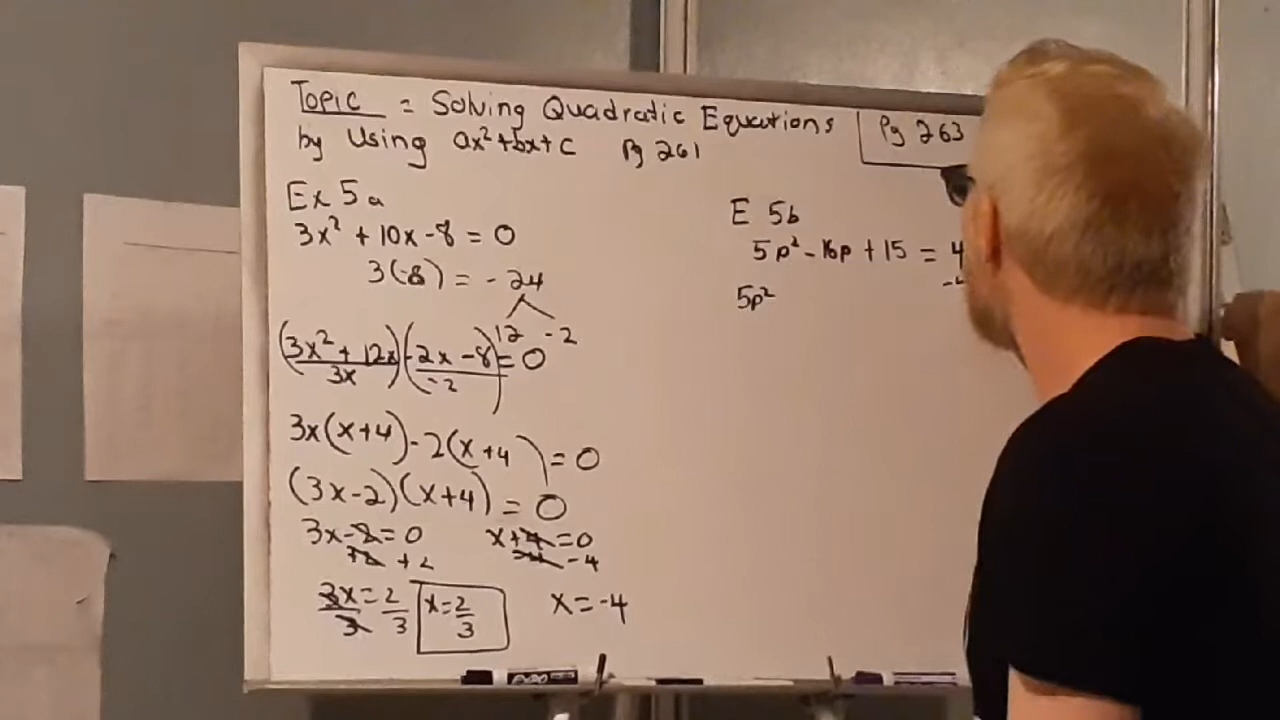 Topic = Solving Quadratic Equations
by Using ax²+bx+c Pg 261
Pg 263
Ex 5a
3x² + 10x - 8 = 0
3(-8) = -24
12 -2
(3x² + 12x)(-2x - 8) = 0
3x -2
3x(x+4) - 2(x+4) = 0
(3x-2)(x+4) = 0
3x - 2 = 0 x+4 = 0
+2 +2 -4 -4
3x = 2 x = 2 x = -4
3 3 3
E 5b
5p² - 16p + 15 = 4
5p²